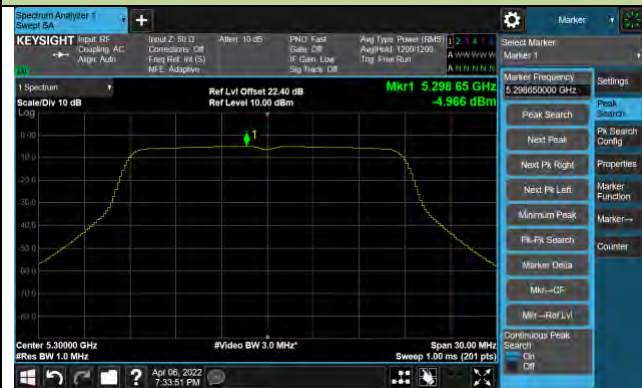 Spectrum Analyzer 1
Swept SA
+
Marker
KEYSIGHT
Input: RF
Coupling: AC
Align: Auto
Input Z: 50 Ω
Corrections: Off
Freq Ref: Int (S)
NFE: Adaptive
Atten: 10 dB
PNO: Fast
Gate: Off
IF Gain: Low
Sig Track: Off
Avg Type: Power (RMS)
Avg|Hold: 1200/1200
Trig: Free Run
1 2 3 4 5 6
A W W W W W
A N N N N N
Select Marker
Marker 1
1 Spectrum
Scale/Div 10 dB
Log
Ref Lvl Offset 22.40 dB
Ref Level 10.00 dBm
Mkr1 5.298 65 GHz
-4.966 dBm
1
0.00
-10.0
-20.0
-30.0
-40.0
-50.0
-60.0
-70.0
-80.0
Center 5.30000 GHz
#Res BW 1.0 MHz
#Video BW 3.0 MHz*
Span 30.00 MHz
Sweep 1.00 ms (201 pts)
Marker Frequency
5.298650000 GHz
Peak Search
Next Peak
Next Pk Right
Next Pk Left
Minimum Peak
Pk-Pk Search
Marker Delta
Mkr→CF
Mkr→Ref Lvl
Continuous Peak
Search
On
Off
Settings
Peak
Search
Pk Search
Config
Properties
Marker
Function
Marker→
Counter
?
Apr 06, 2022
7:33:51 PM